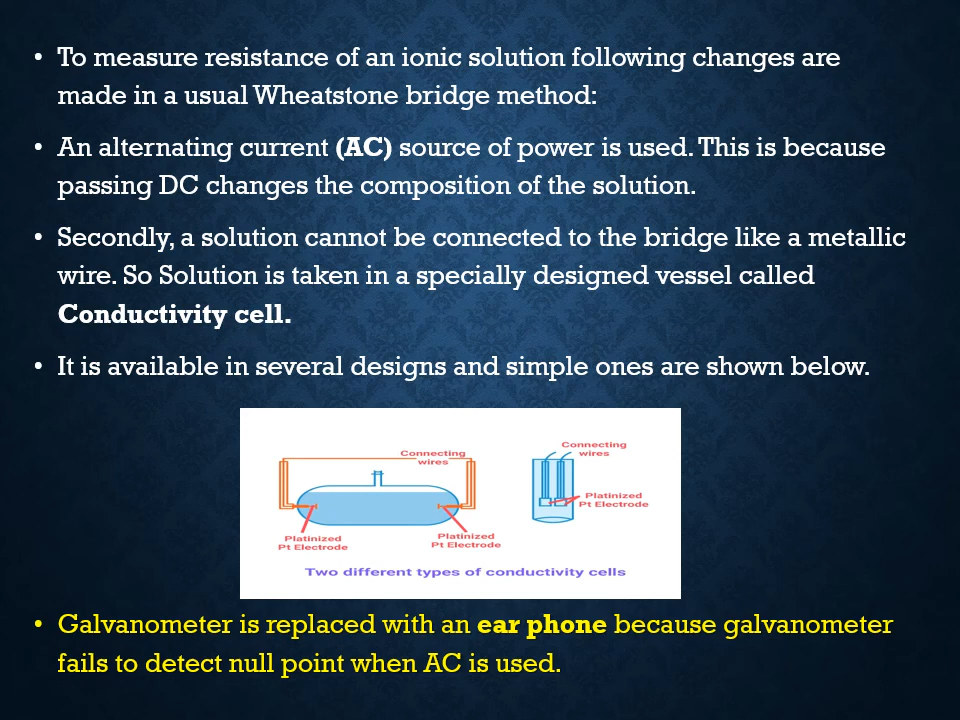 • To measure resistance of an ionic solution following changes are
made in a usual Wheatstone bridge method:
• An alternating current (AC) source of power is used. This is because
passing DC changes the composition of the solution.
• Secondly, a solution cannot be connected to the bridge like a metallic
wire. So Solution is taken in a specially designed vessel called
Conductivity cell.
• It is available in several designs and simple ones are shown below.
Connecting
wires
Platinized
Pt Electrode
Platinized
Pt Electrode
Connecting
wires
Platinized
Pt Electrode
Two different types of conductivity cells
• Galvanometer is replaced with an ear phone because galvanometer
fails to detect null point when AC is used.